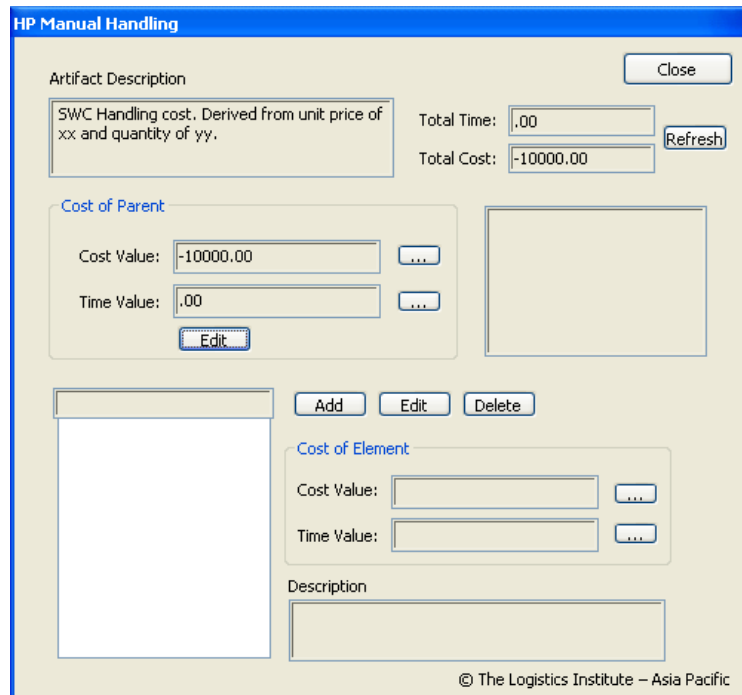 HP Manual Handling
Close
Artifact Description
SWC Handling cost. Derived from unit price of
xx and quantity of yy.
Total Time: .00
Refresh
Total Cost: -10000.00
Cost of Parent
Cost Value: -10000.00 ...
Time Value: .00 ...
Edit
Add Edit Delete
Cost of Element
Cost Value: ...
Time Value: ...
Description
© The Logistics Institute – Asia Pacific